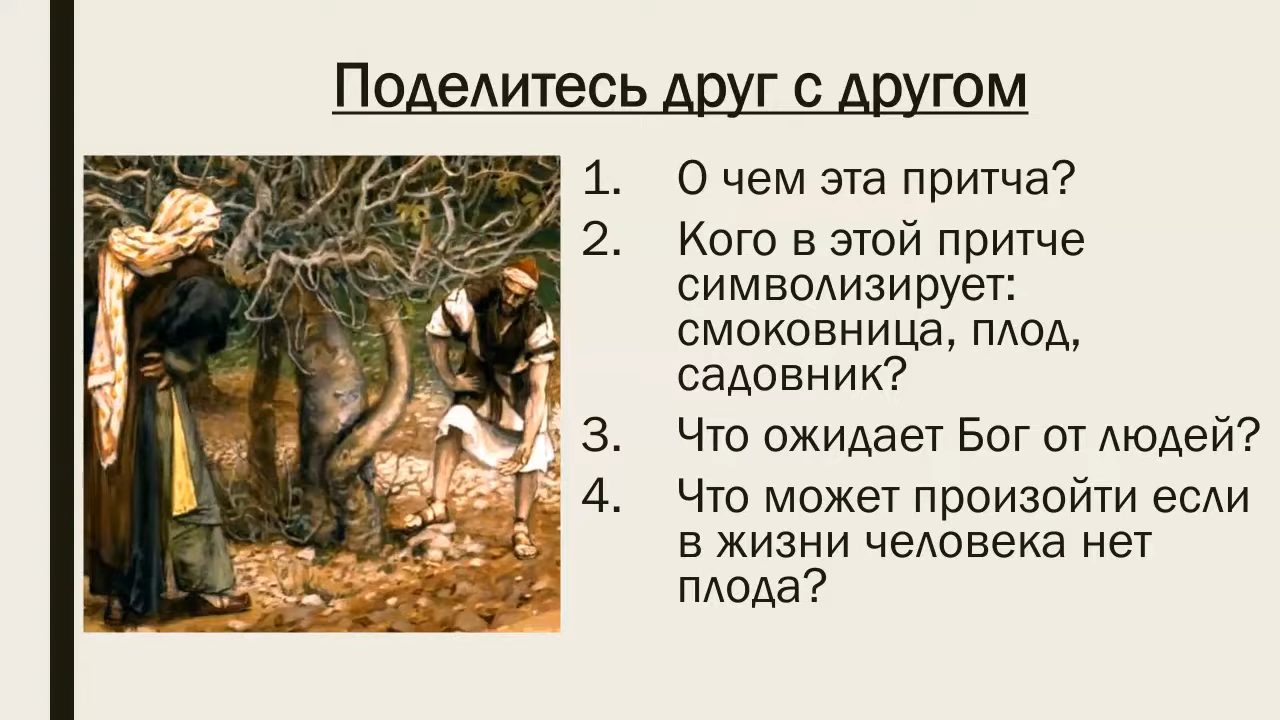 Поделитесь друг с другом
1. О чем эта притча?
2. Кого в этой притче
символизирует:
смоковница, плод,
садовник?
3. Что ожидает Бог от людей?
4. Что может произойти если
в жизни человека нет
плода?